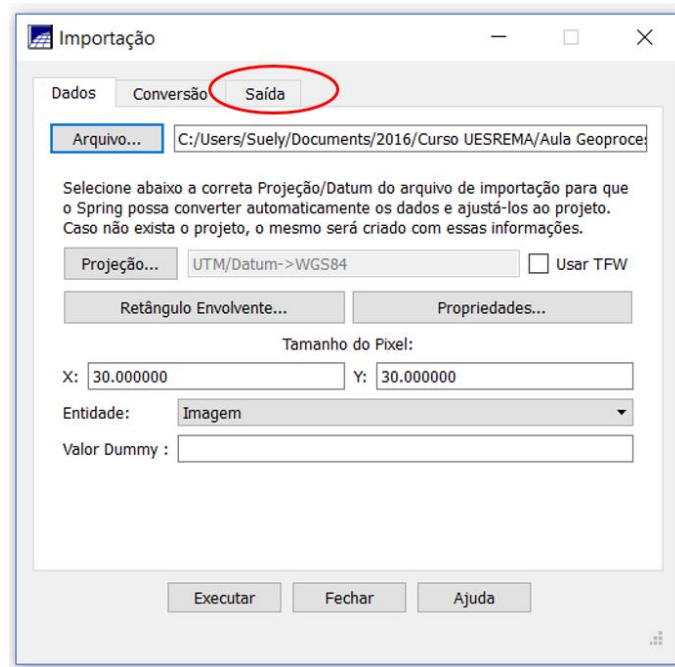 Importação
Dados Conversão Saída
Arquivo... C:/Users/Suely/Documents/2016/Curso UESREMA/Aula Geoproces
Selecione abaixo a correta Projeção/Datum do arquivo de importação para que
o Spring possa converter automaticamente os dados e ajustá-los ao projeto.
Caso não exista o projeto, o mesmo será criado com essas informações.
Projeção... UTM/Datum->WGS84 Usar TFW
Retângulo Envolvente... Propriedades...
Tamanho do Pixel:
X: 30.000000 Y: 30.000000
Entidade: Imagem
Valor Dummy :
Executar Fechar Ajuda